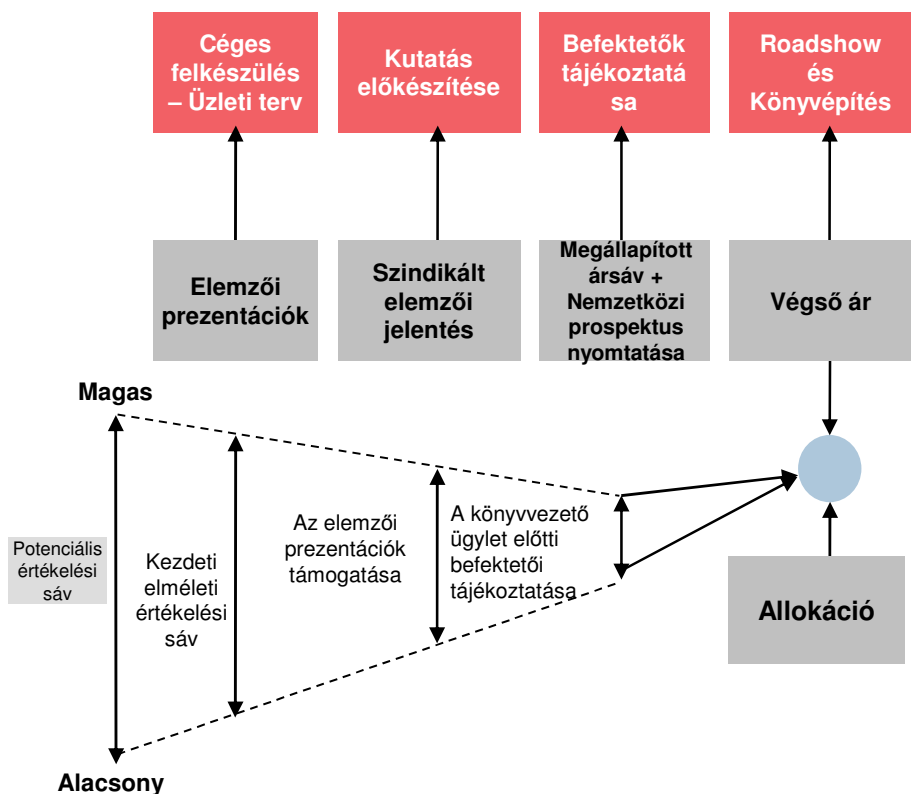 Céges
felkészülés
– Üzleti terv
Kutatás
előkészítése
Befektetők
tájékoztatá
sa
Roadshow
és
Könyvépítés
Elemzői
prezentációk
Szindikált
elemzői
jelentés
Megállapított
ársáv +
Nemzetközi
prospektus
nyomtatása
Végső ár
Magas
Potenciális
értékelési
sáv
Kezdeti
elméleti
értékelési
sáv
Az elemzői
prezentációk
támogatása
A könyvvezető
ügylet előtti
befektetői
tájékoztatása
Allokáció
Alacsony